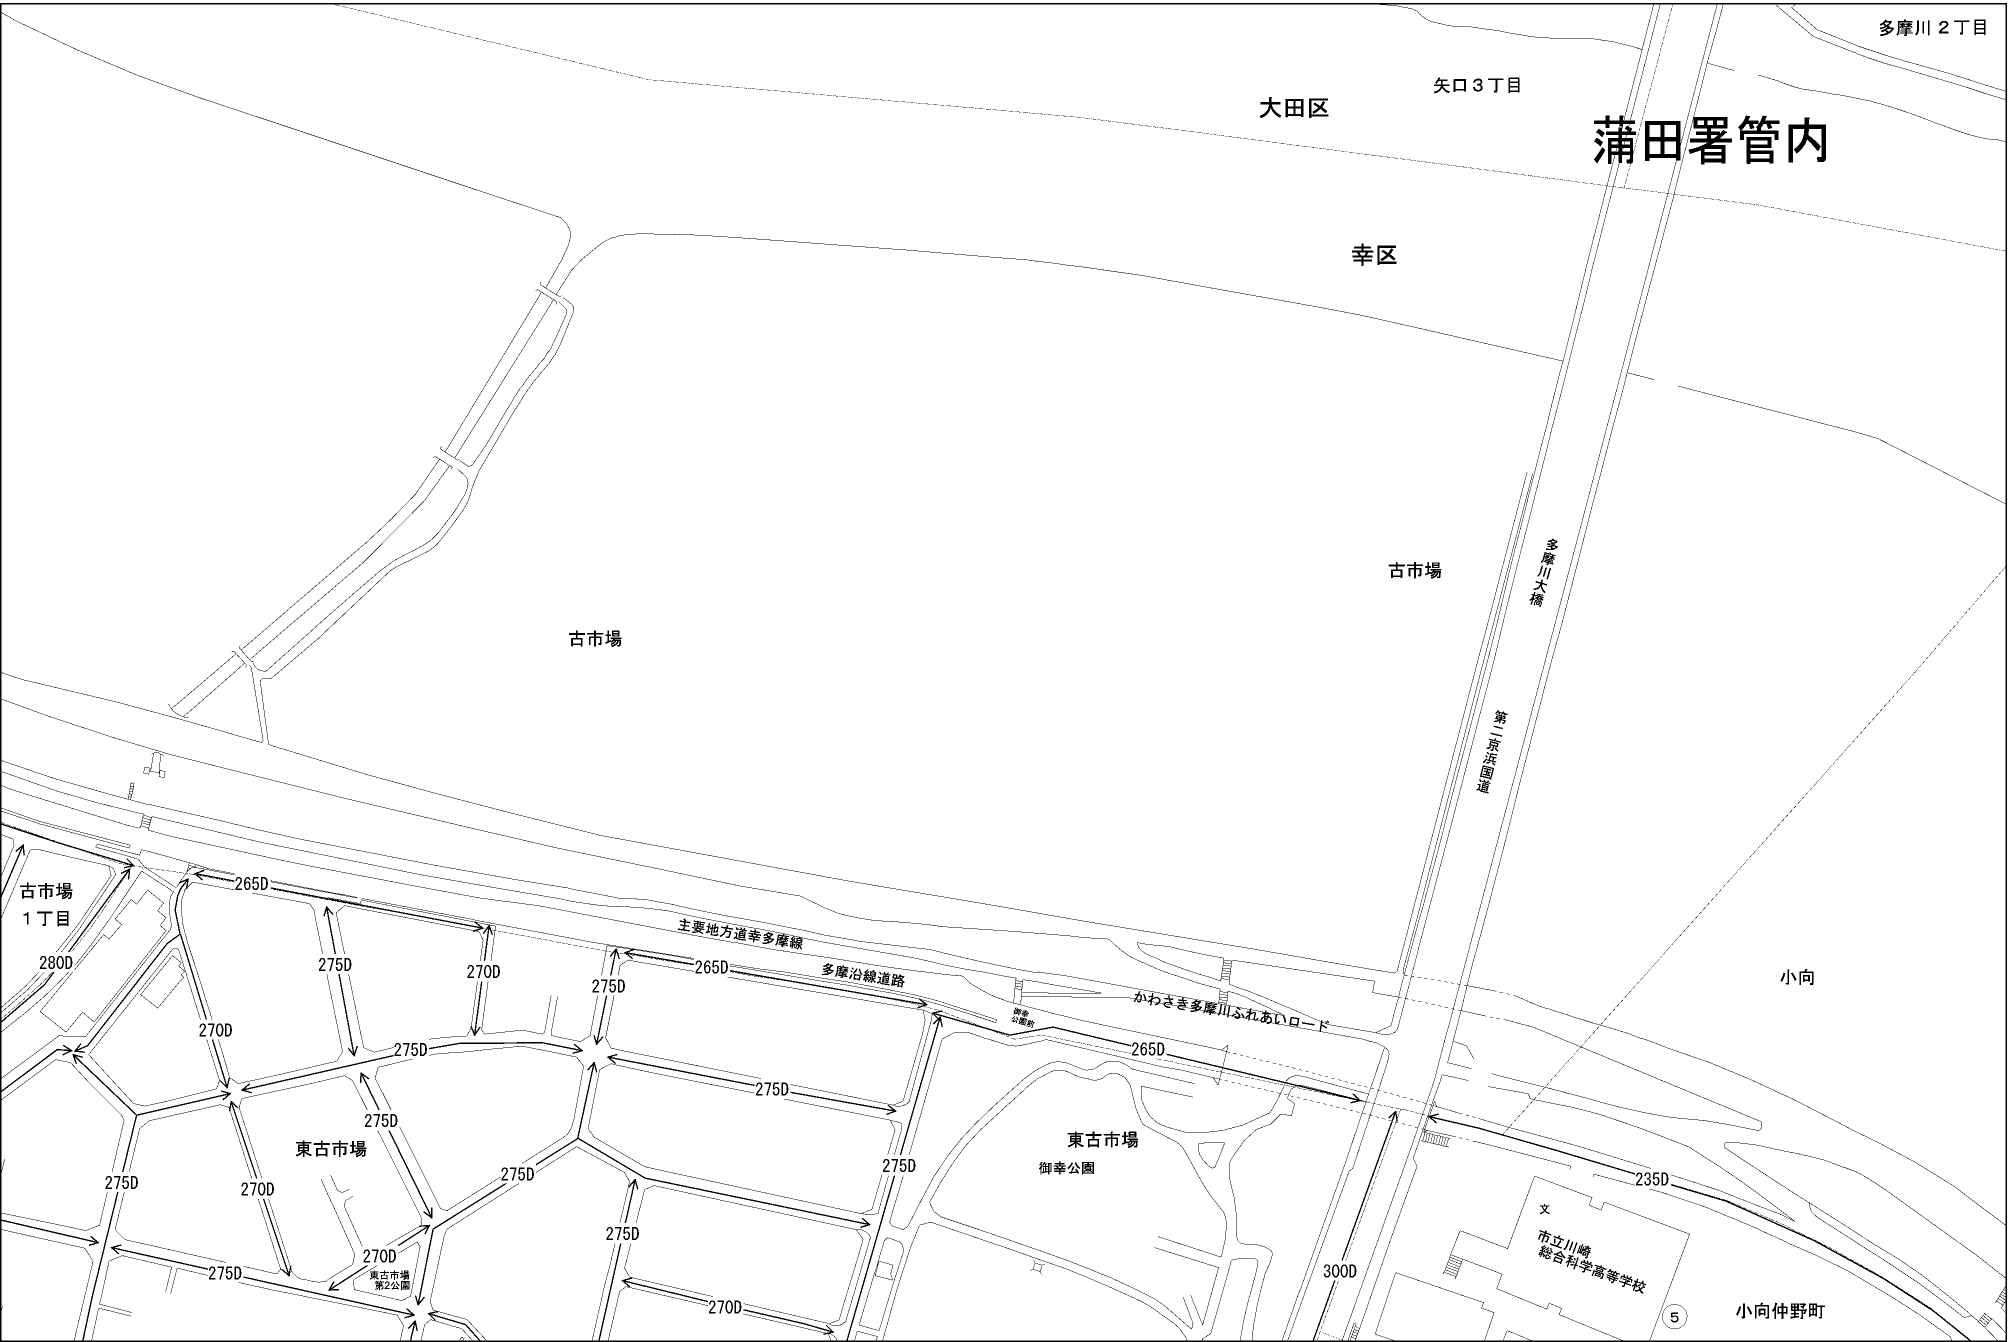 多摩川２丁目
矢口３丁目
大田区
蒲田署管内
幸区
多摩川大橋
古市場
古市場
第二京浜国道
古市場
１丁目
265D
主要地方道幸多摩線
280D
275D
270D
275D
265D
多摩沿線道路
小向
かわさき多摩川ふれあいロード
御幸
公園前
270D
275D
265D
275D
275D
東古市場
東古市場
御幸公園
275D
270D
275D
275D
235D
文
市立川崎
総合科学高等学校
275D
270D
275D
東古市場
第2公園
300D
270D
小向仲野町
5